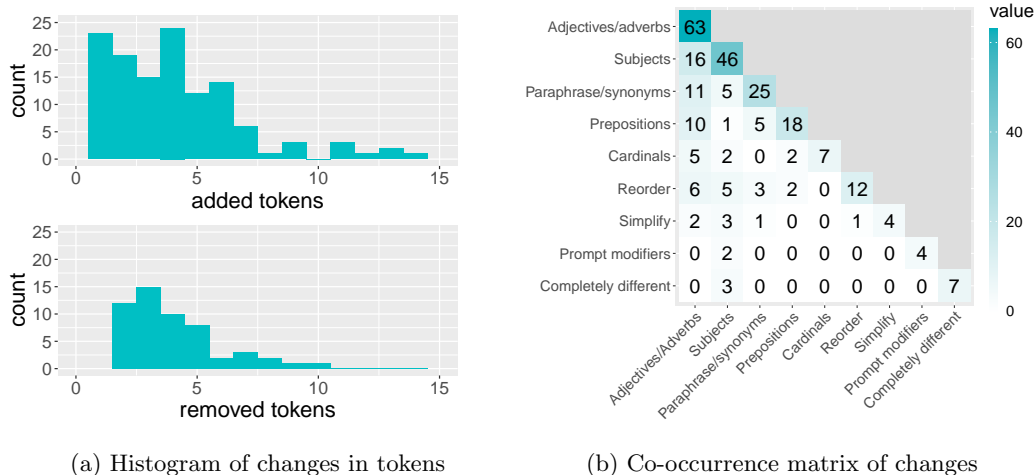 25
20
15
10
5
0
count
0 5 10 15
added tokens
25
20
15
10
5
0
count
0 5 10 15
removed tokens
(a) Histogram of changes in tokens
Adjectives/adverbs 63
Subjects 16 46
Paraphrase/synonyms 11 5 25
Prepositions 10 1 5 18
Cardinals 5 2 0 2 7
Reorder 6 5 3 2 0 12
Simplify 2 3 1 0 0 1 4
Prompt modifiers 0 2 0 0 0 0 0 4
Completely different 0 3 0 0 0 0 0 0 7
Adjectives/Adverbs
Subjects
Paraphrase/synonyms
Prepositions
Cardinals
Reorder
Simplify
Prompt modifiers
Completely different
value
60
40
20
0
(b) Co-occurrence matrix of changes